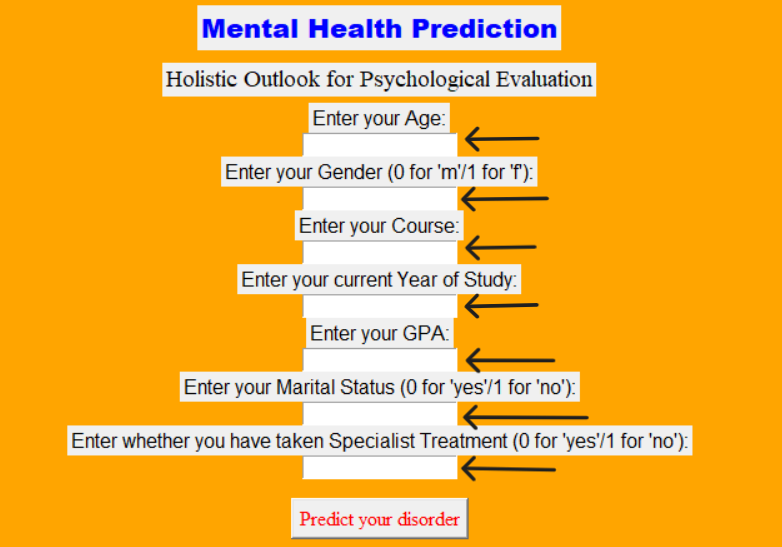 Mental Health Prediction
Holistic Outlook for Psychological Evaluation
Enter your Age:
Enter your Gender (0 for 'm'/1 for 'f'):
Enter your Course:
Enter your current Year of Study:
Enter your GPA:
Enter your Marital Status (0 for 'yes'/1 for 'no'):
Enter whether you have taken Specialist Treatment (0 for 'yes'/1 for 'no'):
Predict your disorder